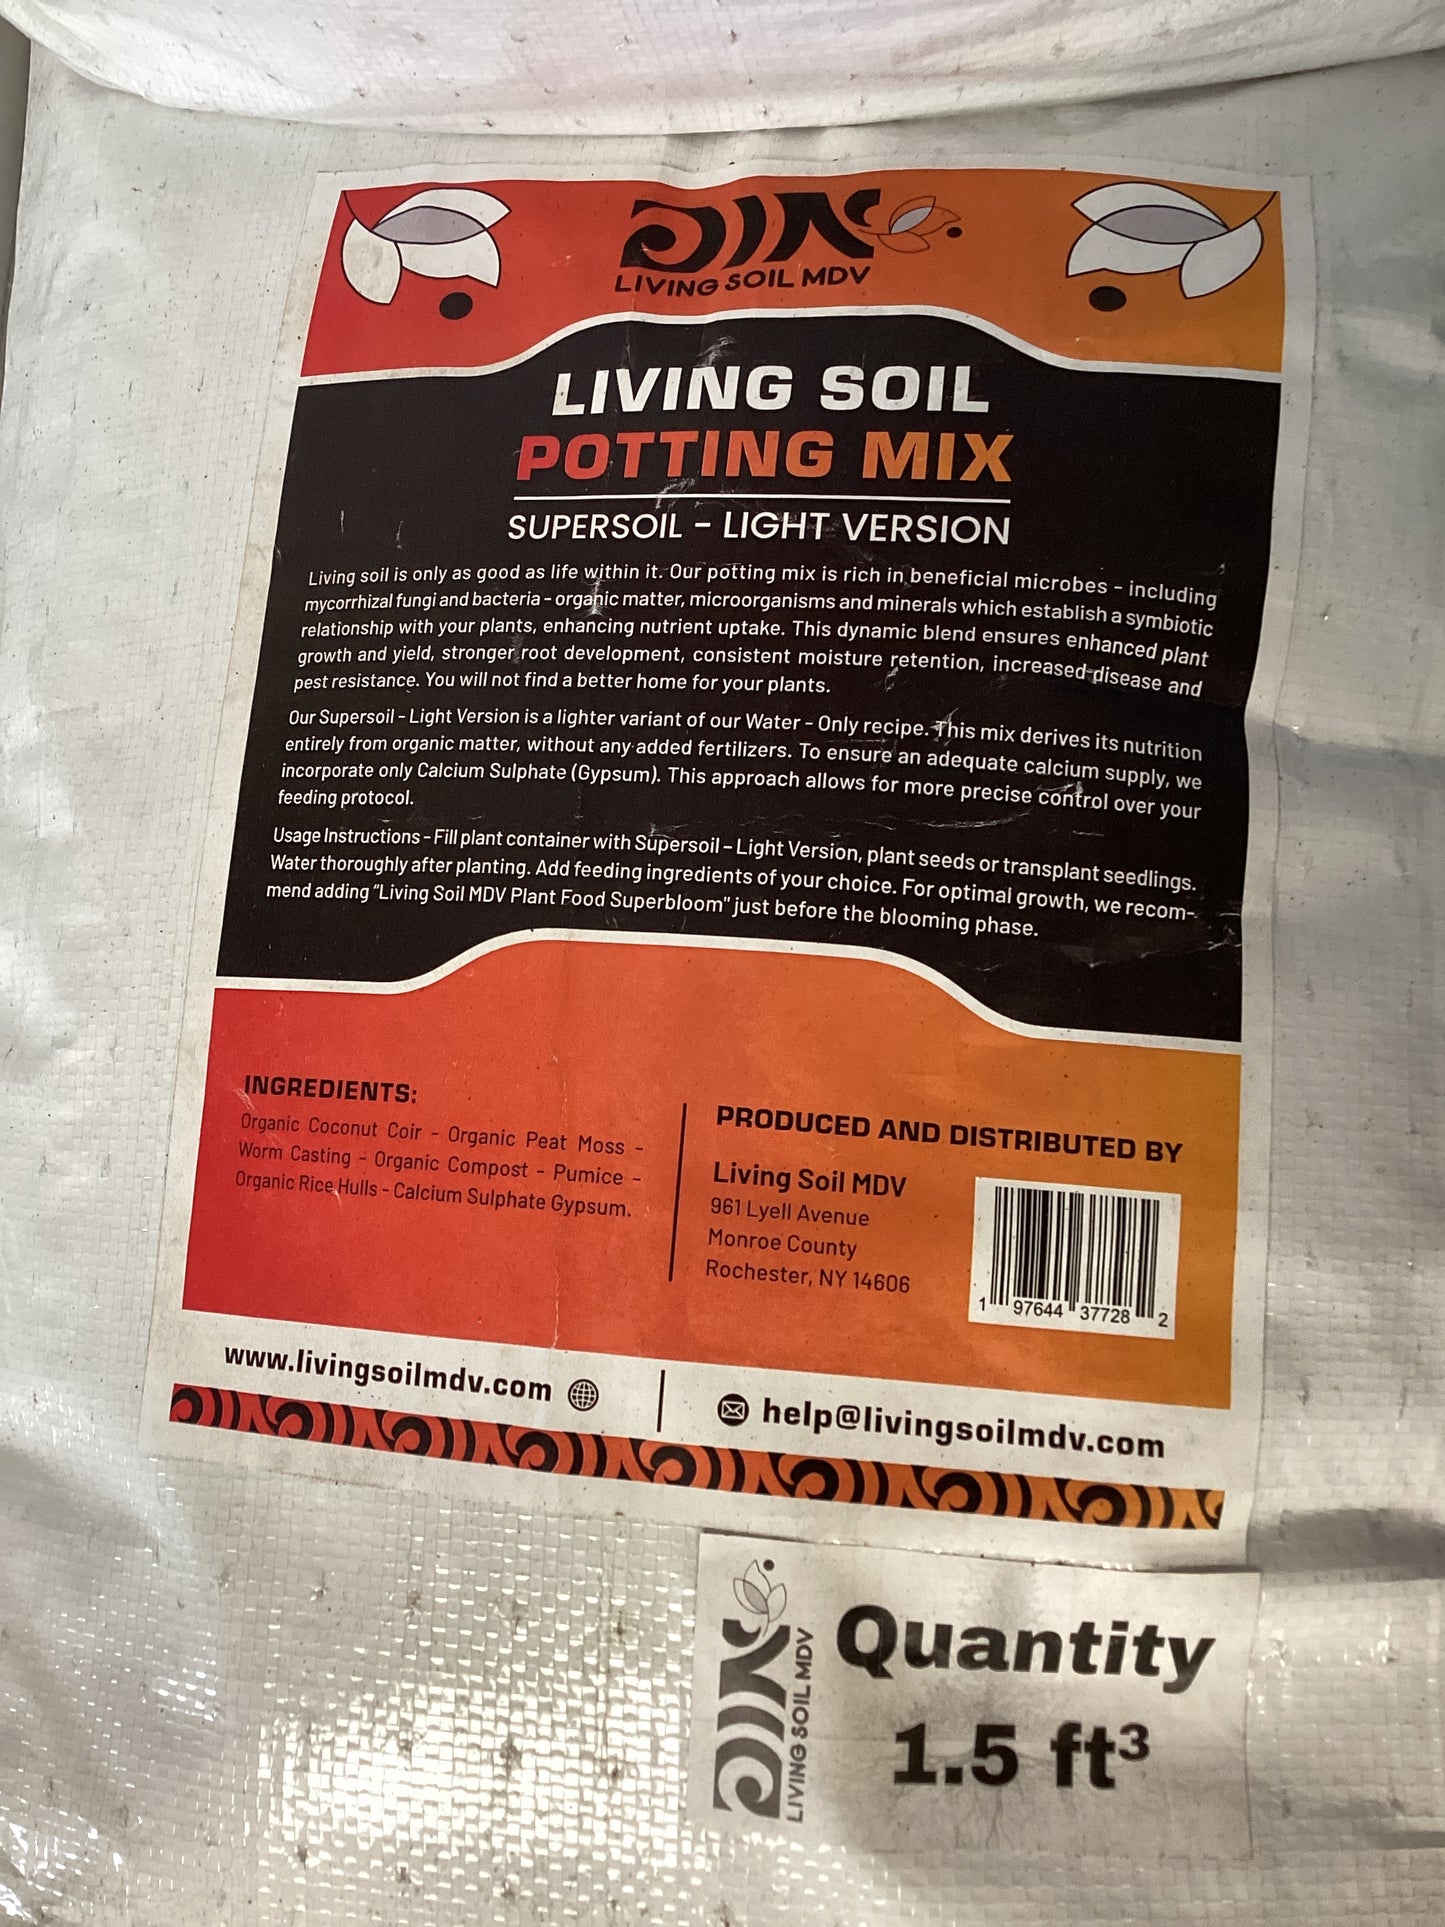 LIVING SOIL MDV
LIVING SOIL
POTTING MIX
SUPERSOIL - LIGHT VERSION
Living soil is only as good as life within it. Our potting mix is rich in beneficial microbes - including
mycorrhizal fungi and bacteria - organic matter, microorganisms and minerals which establish a symbiotic
relationship with your plants, enhancing nutrient uptake. This dynamic blend ensures enhanced plant
growth and yield, stronger root development, consistent moisture retention, increased disease and
pest resistance. You will not find a better home for your plants.
Our Supersoil - Light Version is a lighter variant of our Water - Only recipe. This mix derives its nutrition
entirely from organic matter, without any added fertilizers. To ensure an adequate calcium supply, we
incorporate only Calcium Sulphate (Gypsum). This approach allows for more precise control over your
feeding protocol.
Usage Instructions - Fill plant container with Supersoil - Light Version, plant seeds or transplant seedlings.
Water thoroughly after planting. Add feeding ingredients of your choice. For optimal growth, we recom-
mend adding "Living Soil MDV Plant Food Superbloom" just before the blooming phase.
INGREDIENTS:
Organic Coconut Coir - Organic Peat Moss -
Worm Casting - Organic Compost - Pumice -
Organic Rice Hulls - Calcium Sulphate Gypsum.
PRODUCED AND DISTRIBUTED BY
Living Soil MDV
961 Lyell Avenue
Monroe County
Rochester, NY 14606
1 97644 37728 2
www.livingsoilmdv.com
help@livingsoilmdv.com
LIVING SOIL MDV
Quantity
1.5 ft³